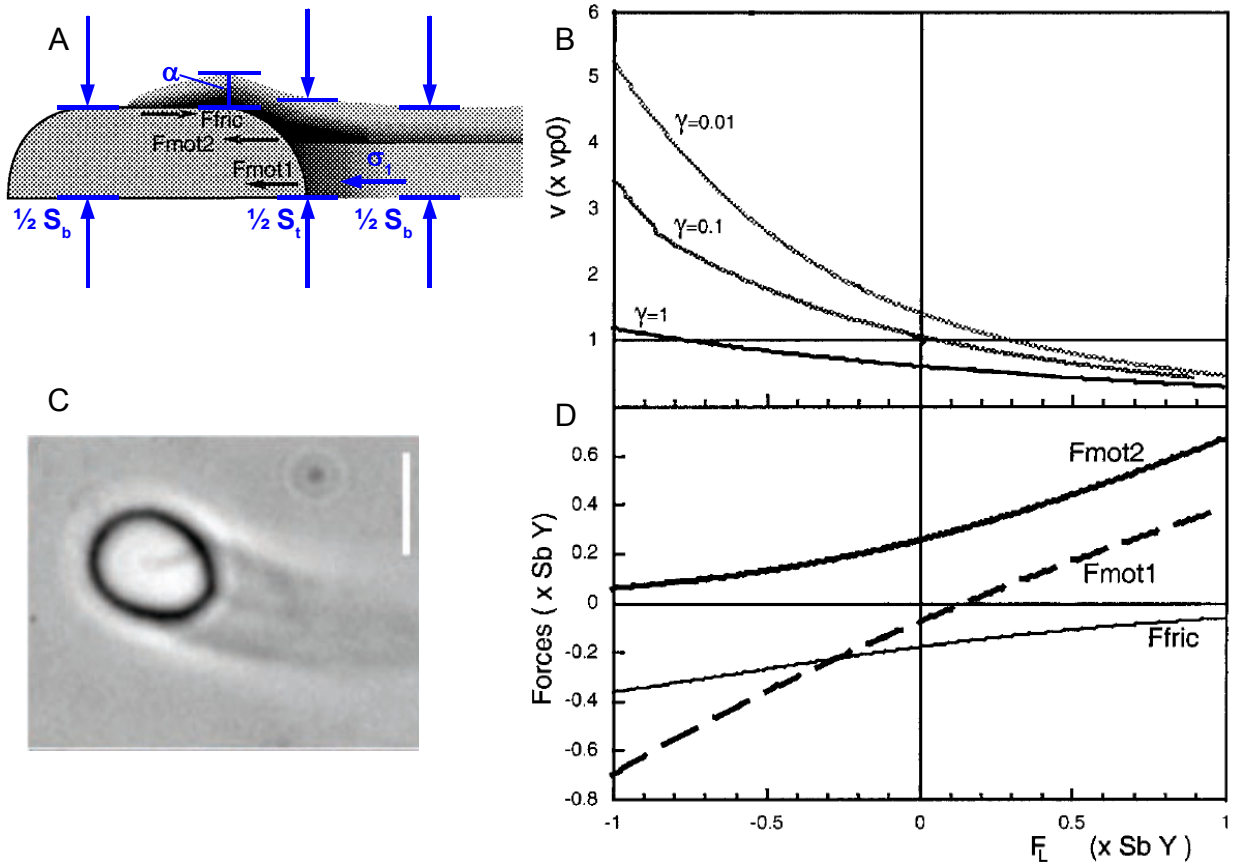 A
α
Ffric
Fmot2
Fmot1
σ1
½ Sb
½ St
½ Sb
B
v (x vp0)
6
5
4
3
2
1
γ=0.01
γ=0.1
γ=1
C
D
Forces ( x Sb Y)
0.6
0.4
0.2
0
-0.2
-0.4
-0.6
-0.8
Fmot2
Fmot1
Ffric
-1
-0.5
0
0.5
1
FL (x Sb Y )